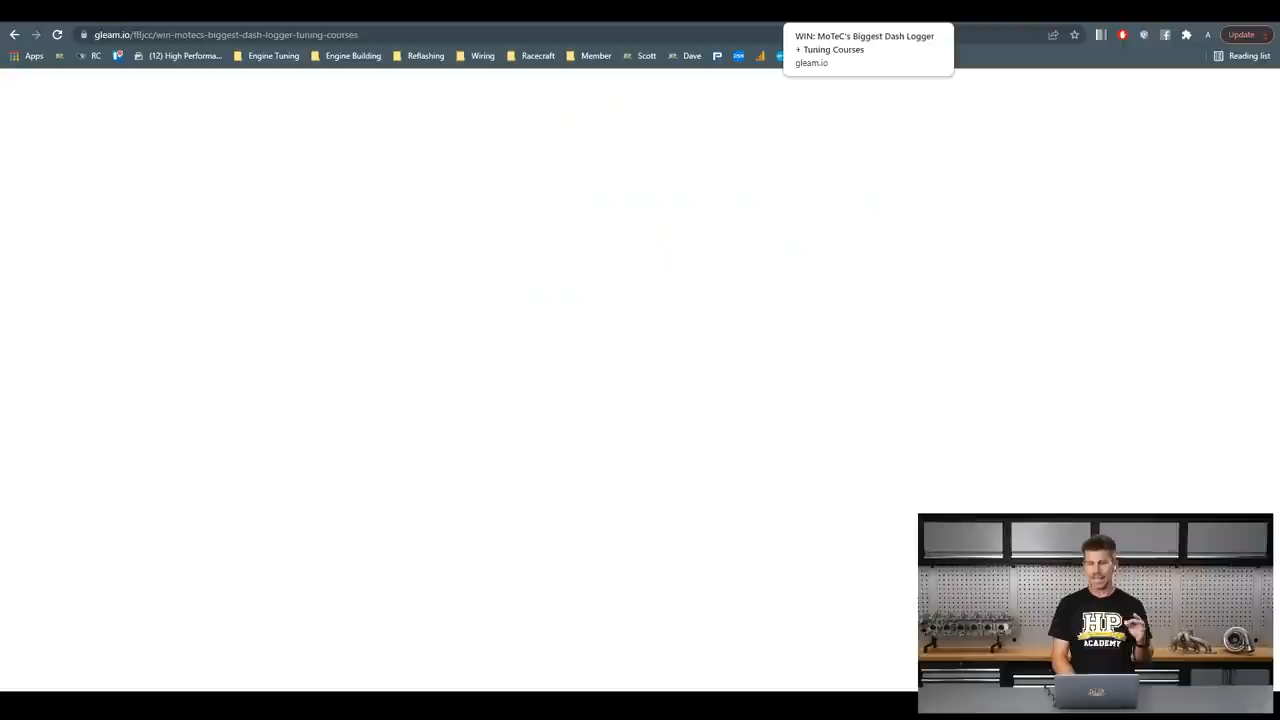 gleam.io/f8jcc/win-motecs-biggest-dash-logger-tuning-courses
Update
Apps
RC
(12) High Performa...
Engine Tuning
Engine Building
Reflashing
Wiring
Racecraft
Member
Scott
Dave
Reading list
WIN: MoTeC's Biggest Dash Logger
+ Tuning Courses
gleam.io
HP
ACADEMY